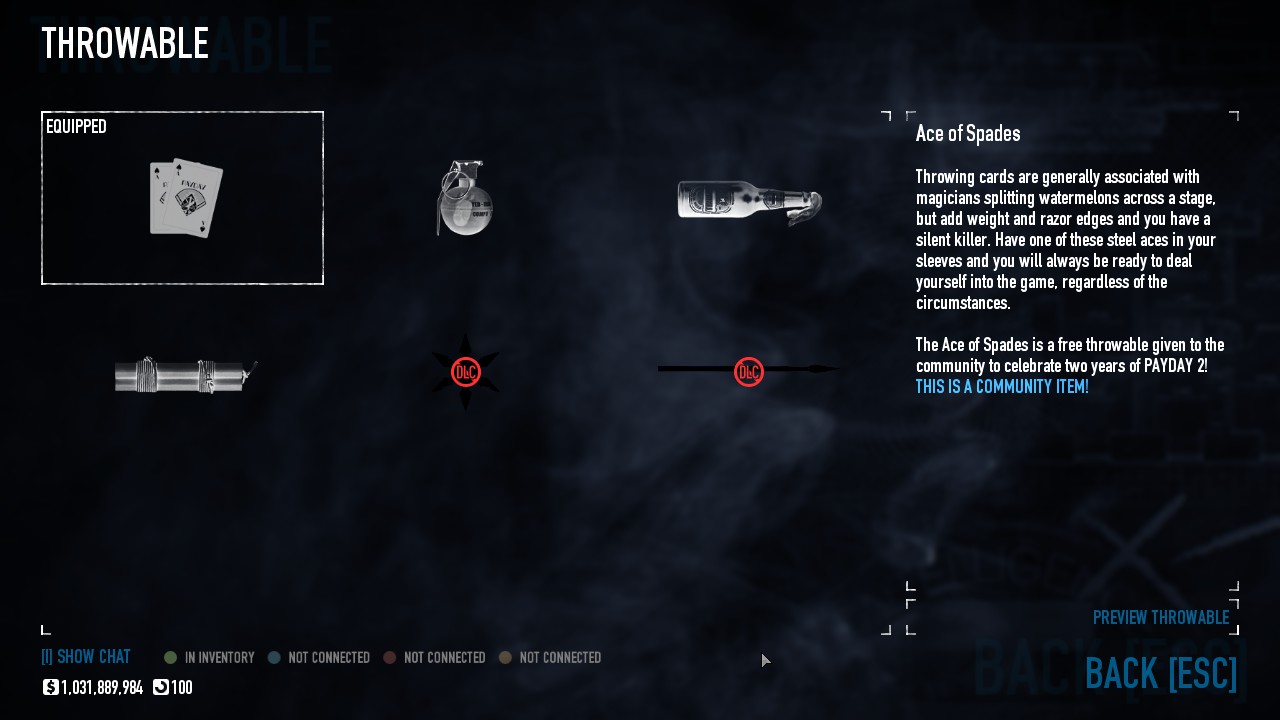 THROWABLE
EQUIPPED
DLC
DLC
Ace of Spades
Throwing cards are generally associated with
magicians splitting watermelons across a stage,
but add weight and razor edges and you have a
silent killer. Have one of these steel aces in your
sleeves and you will always be ready to deal
yourself into the game, regardless of the
circumstances.
The Ace of Spades is a free throwable given to the
community to celebrate two years of PAYDAY 2!
THIS IS A COMMUNITY ITEM!
PREVIEW THROWABLE
[I] SHOW CHAT IN INVENTORY NOT CONNECTED NOT CONNECTED NOT CONNECTED
BACK [ESC]
$1,031,889,984 100